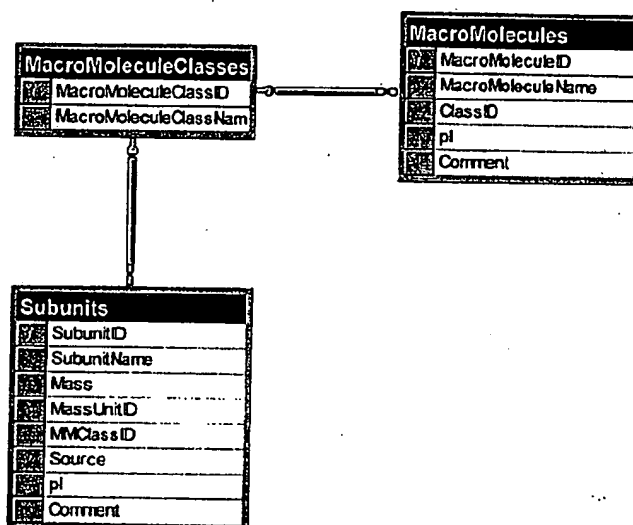 MacroMoleculeClasses
MacroMoleculeClassID
MacroMoleculeClassNam
MacroMolecules
MacroMoleculeID
MacroMoleculeName
ClassID
pI
Comment
Subunits
SubunitID
SubunitName
Mass
MassUnitID
MMClassID
Source
pI
Comment